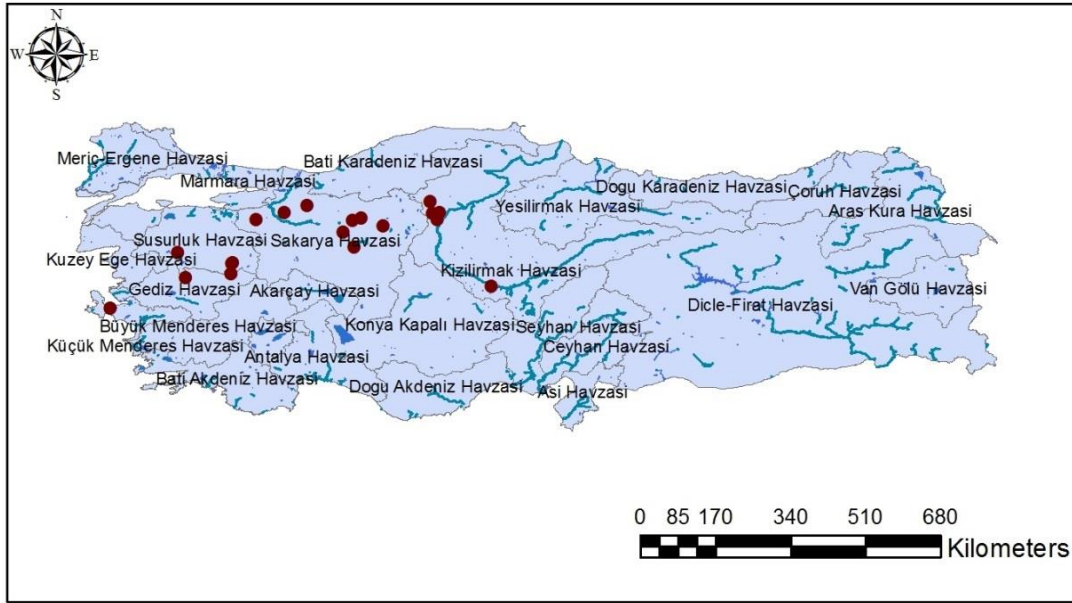 N
W E
S
Meriç-Ergene Havzasi
Bati Karadeniz Havzasi
Marmara Havzasi
Dogu Karadeniz Havzasi
Çoruh Havzasi
Yesilirmak Havzasi
Aras Kura Havzasi
Susurluk Havzasi
Sakarya Havzasi
Kuzey Ege Havzasi
Kizilirmak Havzasi
Gediz Havzasi
Akarçay Havzasi
Van Gölü Havzasi
Dicle-Firat Havzasi
Büyük Menderes Havzasi
Konya Kapalı Havzasi
Seyhan Havzasi
Küçük Menderes Havzasi
Ceyhan Havzasi
Antalya Havzasi
Bati Akdeniz Havzasi
Dogu Akdeniz Havzasi
Asi Havzasi
0 85 170 340 510 680
Kilometers